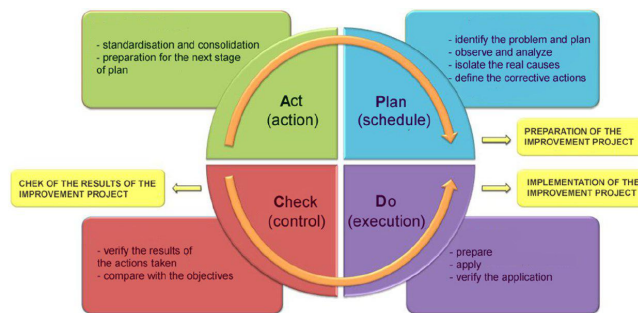 - standardisation and consolidation
- preparation for the next stage
of plan
- identify the problem and plan
- observe and analyze
- isolate the real causes
- define the corrective actions
Act
(action)
Plan
(schedule)
PREPARATION OF THE
IMPROVEMENT PROJECT
CHEK OF THE RESULTS OF THE
IMPROVEMENT PROJECT
Check
(control)
Do
(execution)
IMPLEMENTATION OF THE
IMPROVEMENT PROJECT
- verify the results of
the actions taken
- compare with the objectives
- prepare
- apply
- verify the application